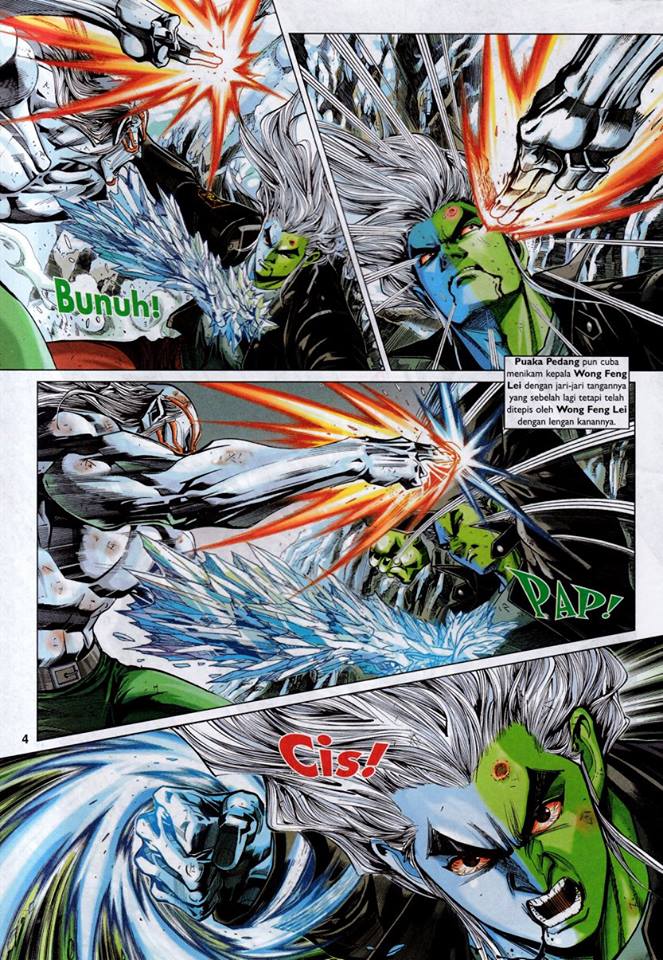 Bunuh!
Puaka Pedang pun cuba
menikam kepala Wong Feng
Lei dengan jari-jari tangannya
yang sebelah lagi tetapi telah
ditepis oleh Wong Feng Lei
dengan lengan kanannya.
PAP!
4
Cis!